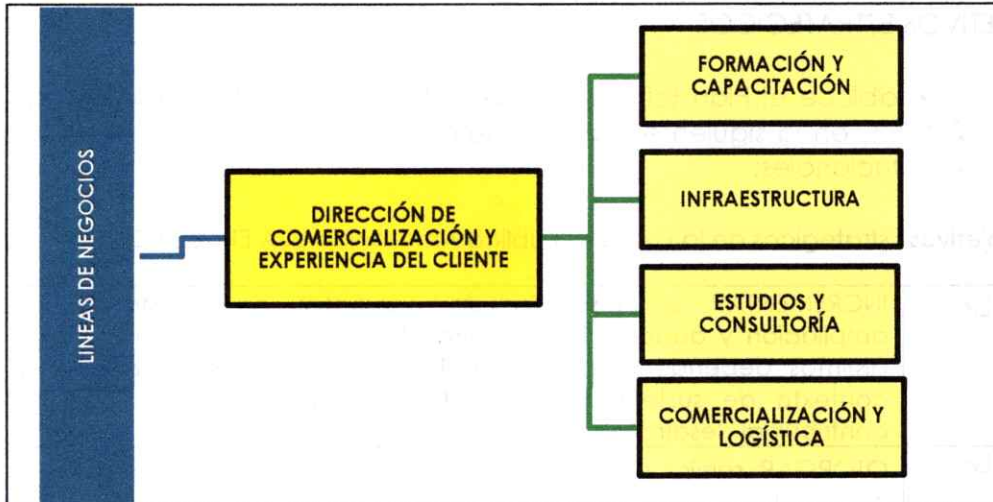 LINEAS DE NEGOCIOS
DIRECCIÓN DE
COMERCIALIZACIÓN Y
EXPERIENCIA DEL CLIENTE
FORMACIÓN Y
CAPACITACIÓN
INFRAESTRUCTURA
ESTUDIOS Y
CONSULTORÍA
COMERCIALIZACIÓN Y
LOGÍSTICA